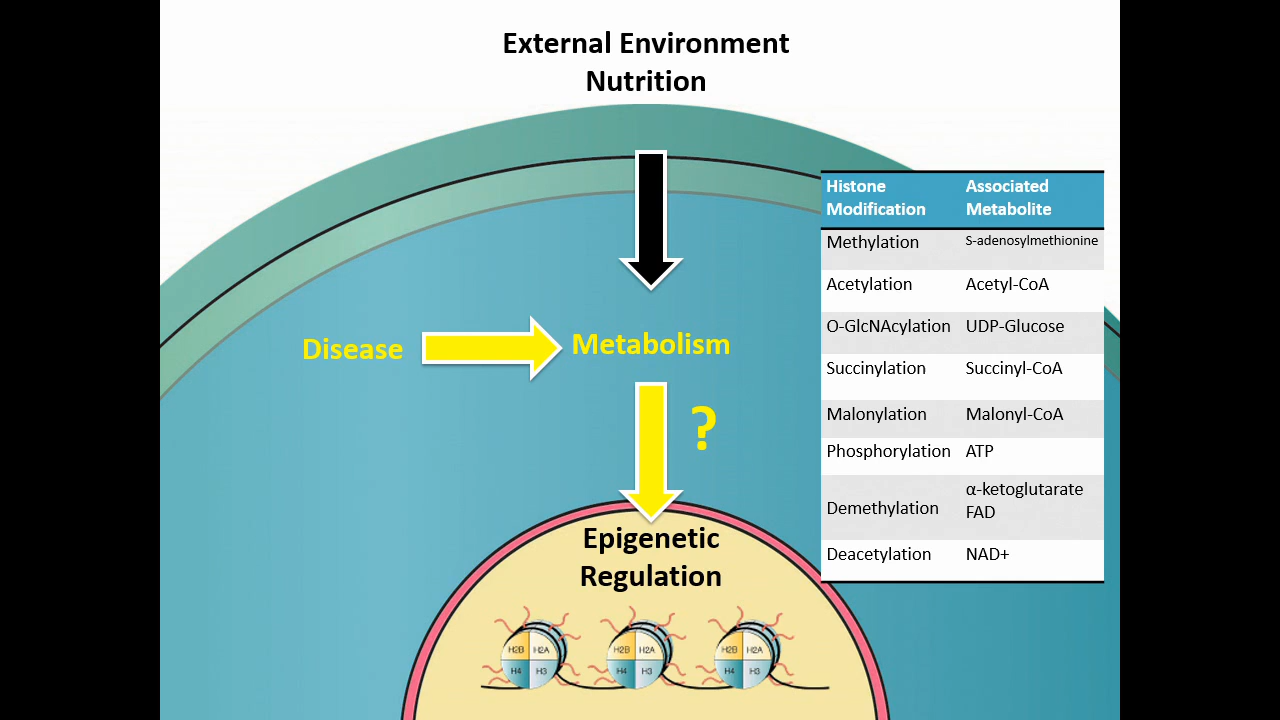 External Environment
Nutrition
Disease
Metabolism
?
Epigenetic
Regulation
H2B H2A H4 H3
H2B H2A H4 H3
H2B H2A H4 H3
Histone Modification Associated Metabolite
Methylation S-adenosylmethionine
Acetylation Acetyl-CoA
O-GlcNAcylation UDP-Glucose
Succinylation Succinyl-CoA
Malonylation Malonyl-CoA
Phosphorylation ATP
Demethylation α-ketoglutarate FAD
Deacetylation NAD+